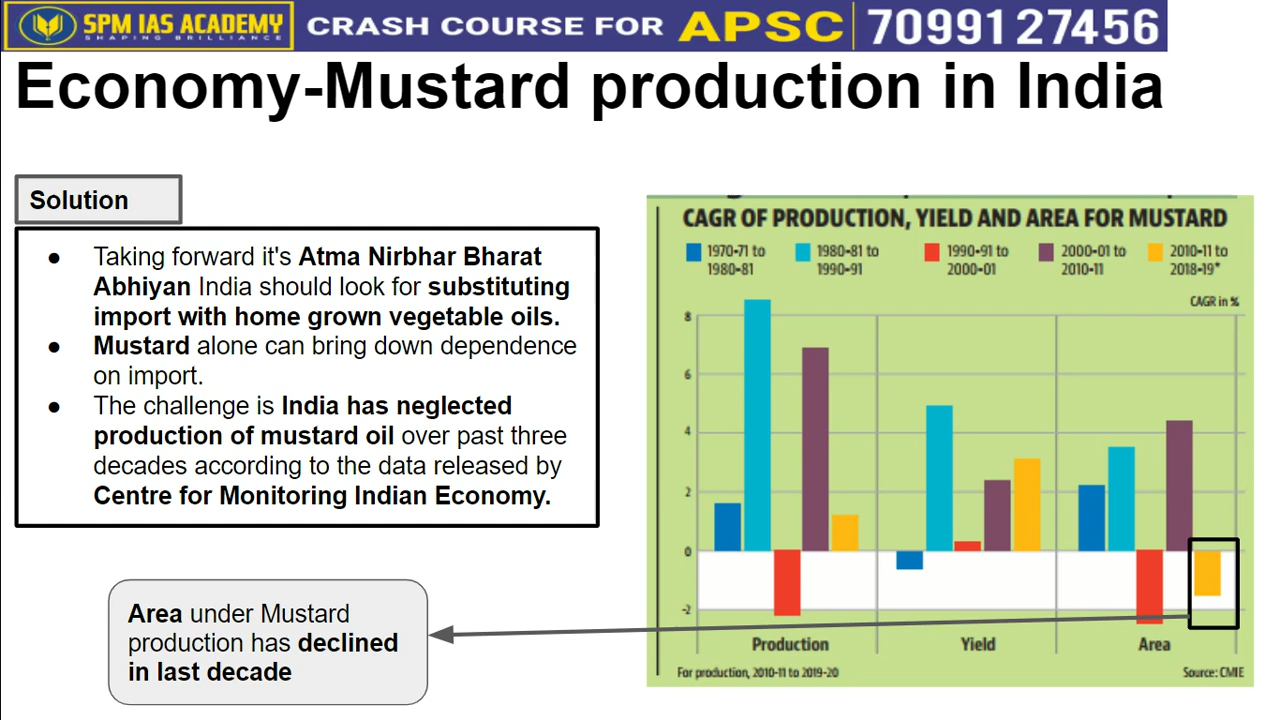 SPM IAS ACADEMY
SHAPING BRILLIANCE
CRASH COURSE FOR APSC 7099127456
Economy-Mustard production in India
Solution
● Taking forward it's Atma Nirbhar Bharat
Abhiyan India should look for substituting
import with home grown vegetable oils.
● Mustard alone can bring down dependence
on import.
● The challenge is India has neglected
production of mustard oil over past three
decades according to the data released by
Centre for Monitoring Indian Economy.
Area under Mustard
production has declined
in last decade
CAGR OF PRODUCTION, YIELD AND AREA FOR MUSTARD
1970-71 to
1980-81
1980-81 to
1990-91
1990-91 to
2000-01
2000-01 to
2010-11
2010-11 to
2018-19*
CAGR in %
8
6
4
2
0
-2
Production
Yield
Area
For production, 2010-11 to 2019-20
Source: CMIE